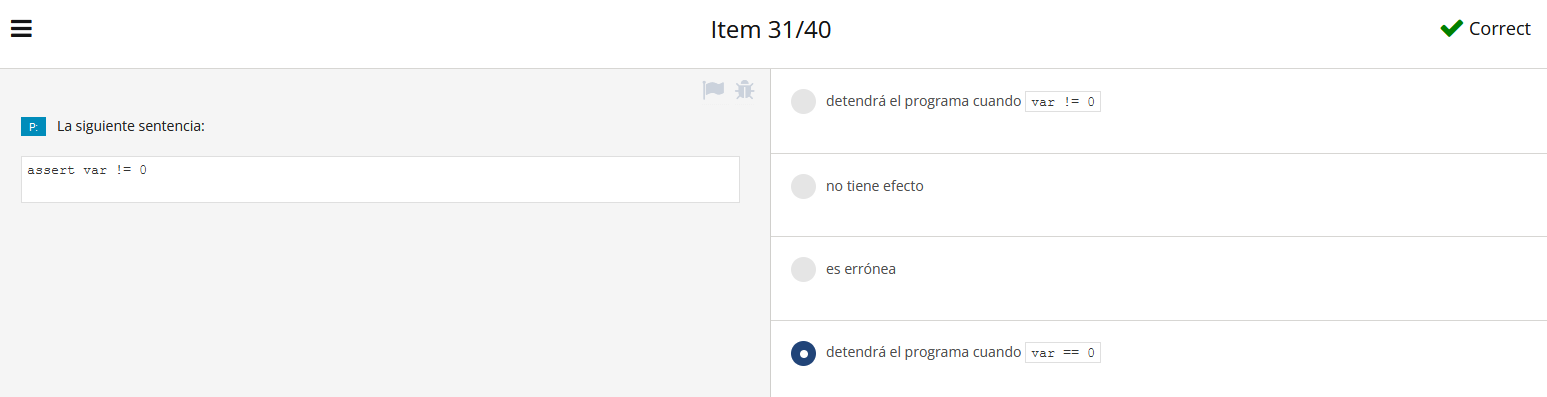 Item 31/40
Correct
P: La siguiente sentencia:
assert var != 0
detendrá el programa cuando var != 0
no tiene efecto
es errónea
detendrá el programa cuando var == 0